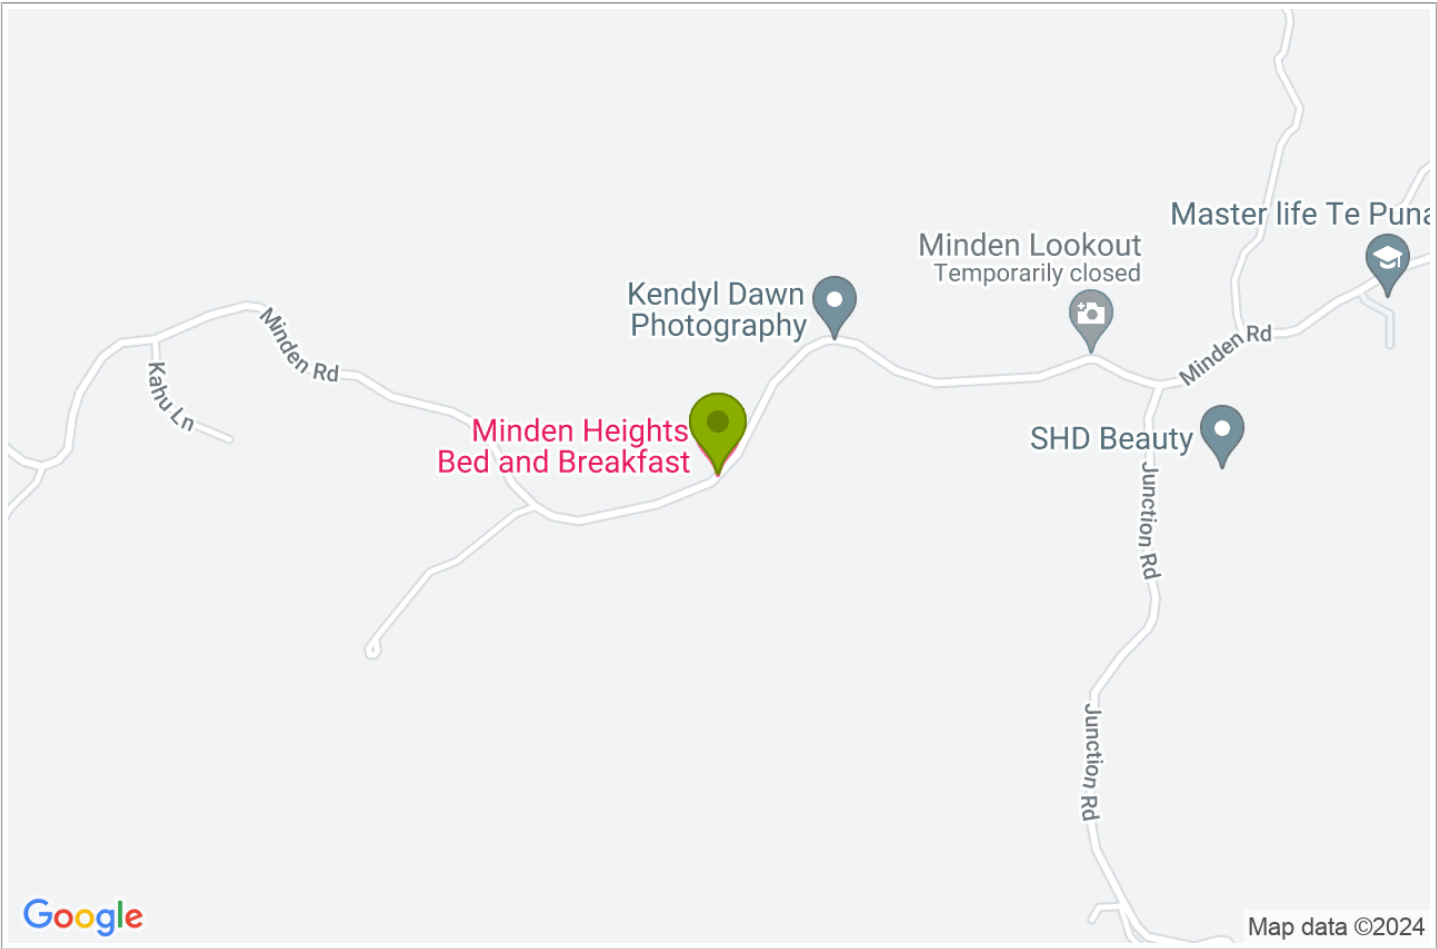 Master life Te Puna
Minden Lookout
Temporarily closed
Kendyl Dawn
Photography
Minden Rd
Minden Rd
Kahu Ln
Minden Heights
Bed and Breakfast
SHD Beauty
Junction Rd
Junction Rd
Google
Map data ©2024